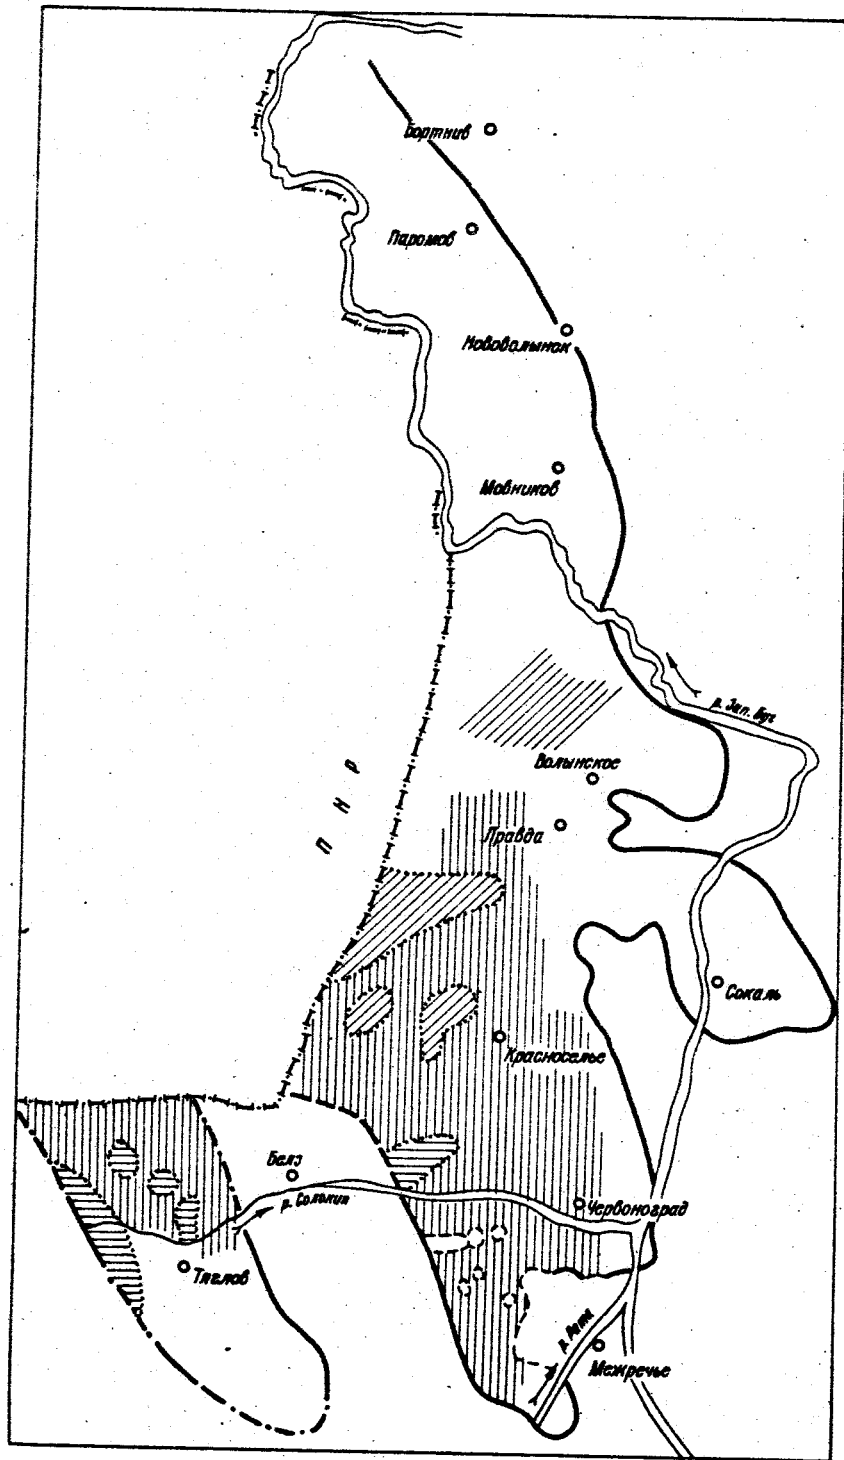 Бортнив
Паромов
Нововолынск
Мовников
р. Зап. Буг
Волынское
П Н Р
Правда
Сокаль
Красноселье
Белз
р. Солокия
Червоноград
Тяглов
р. Рата
Межречье